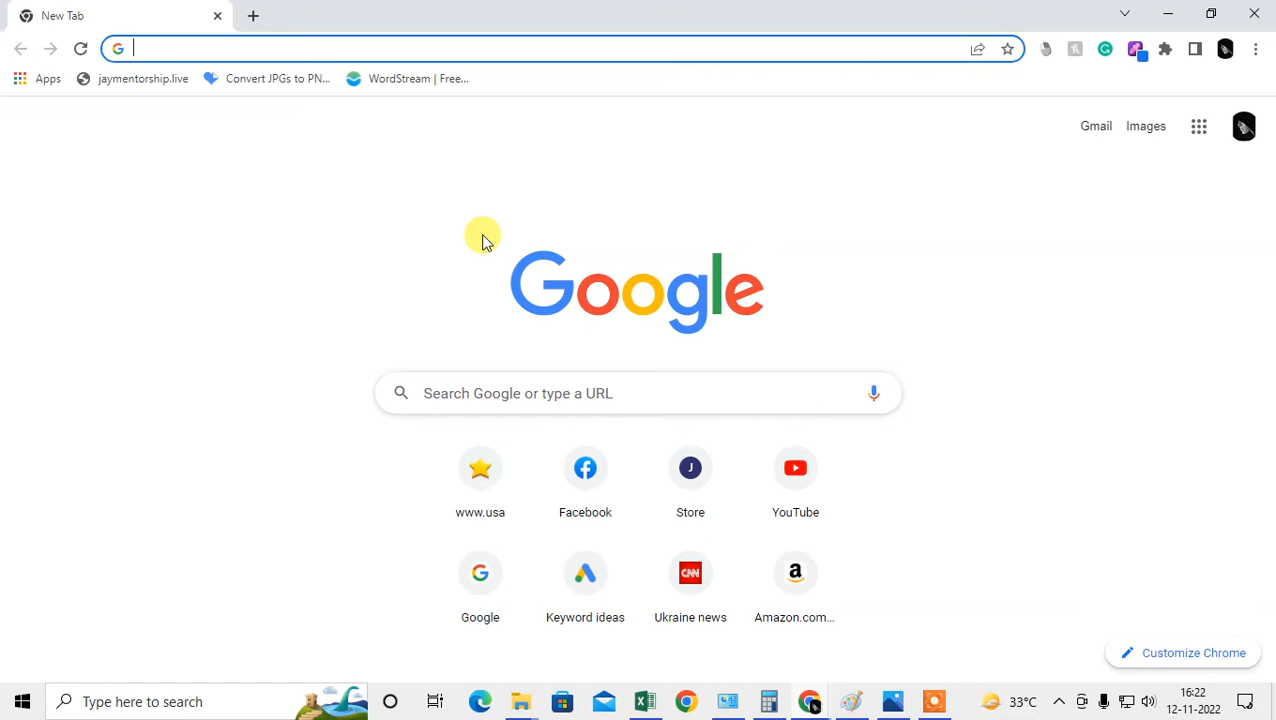 New Tab
Apps jaymentorship.live Convert JPGs to PN... WordStream | Free...
Gmail Images
Google
Search Google or type a URL
J CNN a
www.usa Facebook Store YouTube
Google Keyword ideas Ukraine news Amazon.com...
Customize Chrome
Type here to search
33°C
16:22
12-11-2022